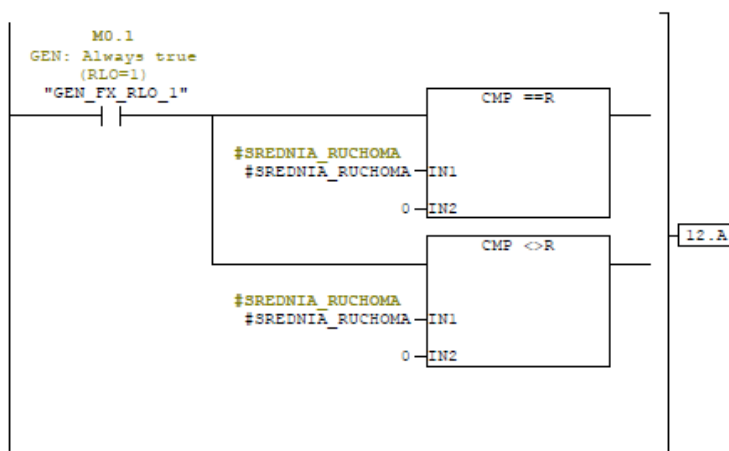 M0.1
GEN: Always true
(RLO=1)
"GEN_FX_RLO_1"
CMP ==R
#SREDNIA_RUCHOMA
#SREDNIA_RUCHOMA IN1
0 IN2
12.A
CMP <>R
#SREDNIA_RUCHOMA
#SREDNIA_RUCHOMA IN1
0 IN2